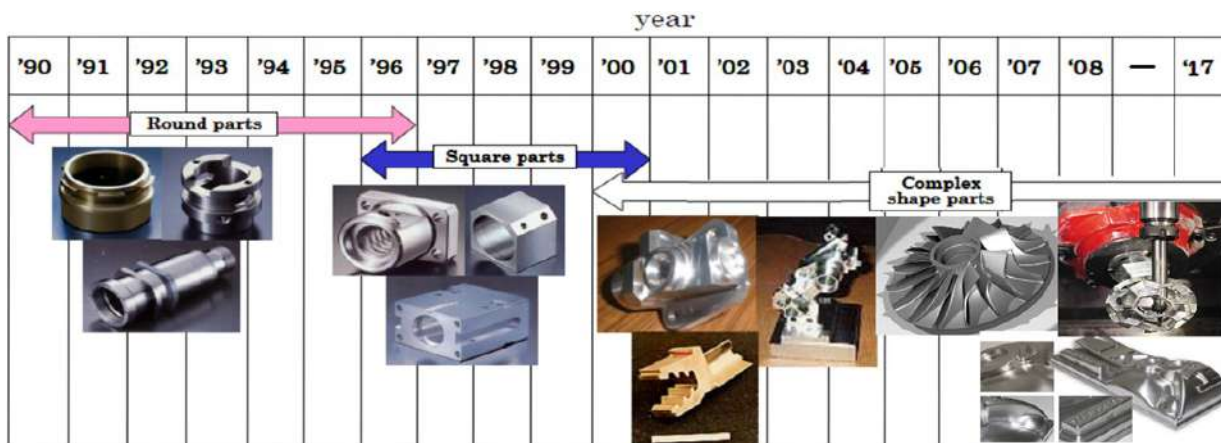 year
'90 '91 '92 '93 '94 '95 '96 '97 '98 '99 '00 '01 '02 '03 '04 '05 '06 '07 '08 — '17
Round parts
Square parts
Complex
shape parts